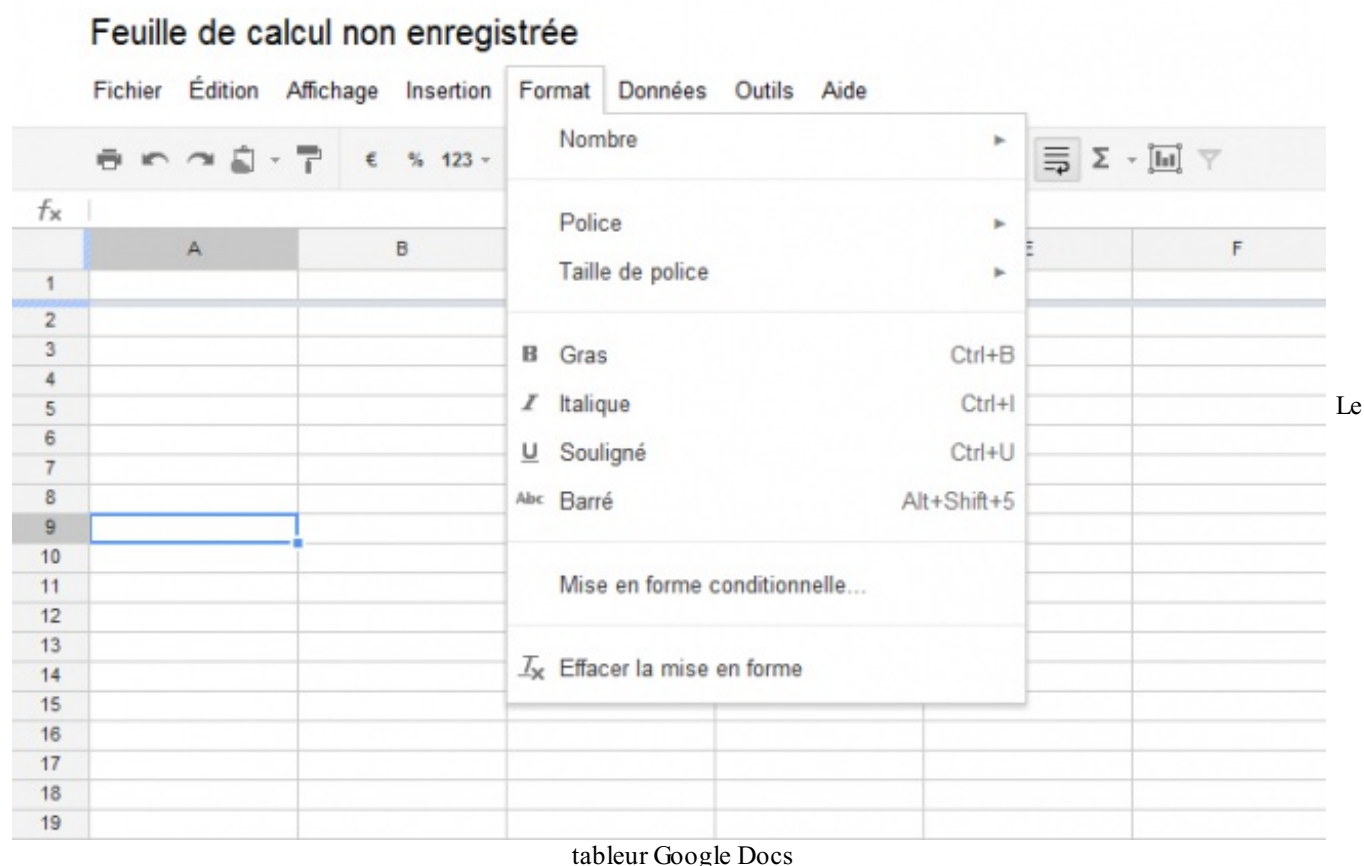 Feuille de calcul non enregistrée
Fichier Édition Affichage Insertion Format Données Outils Aide
€ % 123
Nombre
fx
Police
A B E F
Taille de police
1
2
3
Gras Ctrl+B
B
4
I Italique Ctrl+I
5
Le
6
U Souligné Ctrl+U
7
8
Abc Barré Alt+Shift+5
9
10
11
Mise en forme conditionnelle...
12
13
14
Effacer la mise en forme
15
16
17
18
19
tableur Google Docs